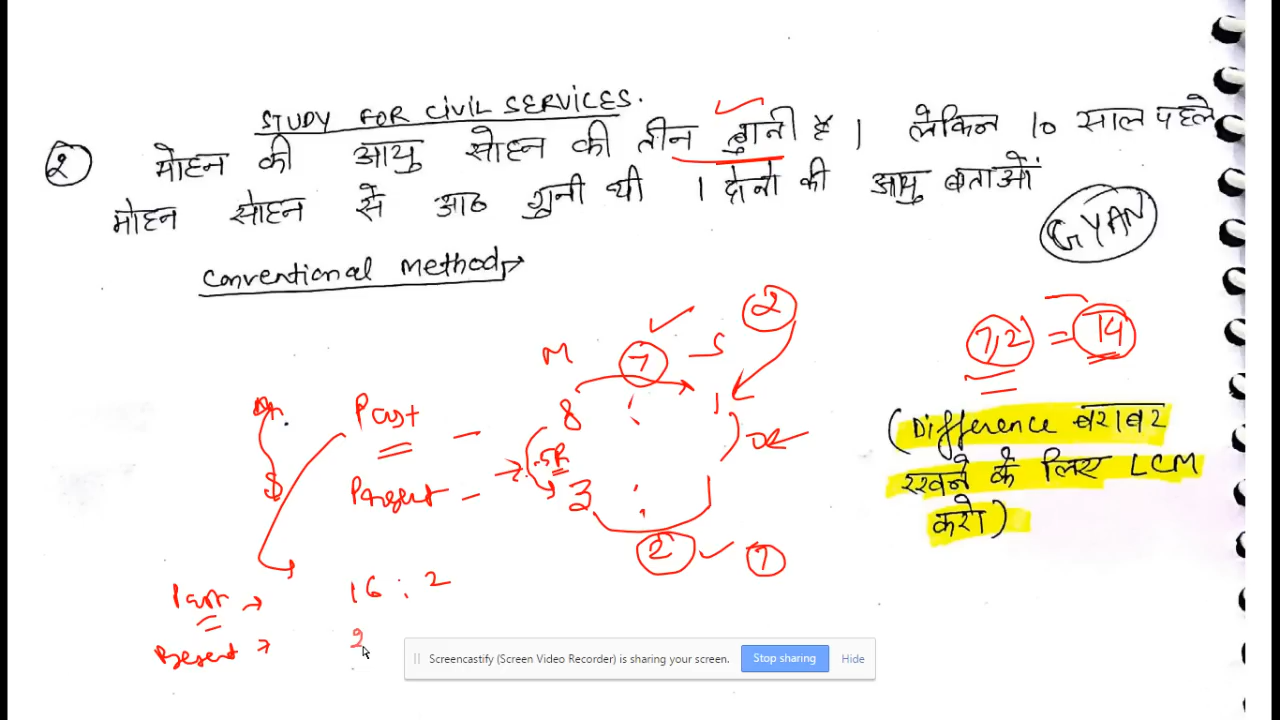 STUDY FOR CIVIL SERVICES.
2 मोहन की आयु सोहन की तीन गुनी है । लेकिन 10 साल पहले
मोहन सोहन से आठ गुनी थी । दोनो की आयु बताओं
GYAN
Conventional Method
2
M 7 S
7,2 = 14
Past 8 : 1
(Difference बराबर
रखने के लिए LCM
करो)
Present 3 : 1
2 7
Past → 16 : 2
Present → 2
Screencastify (Screen Video Recorder) is sharing your screen. Stop sharing Hide